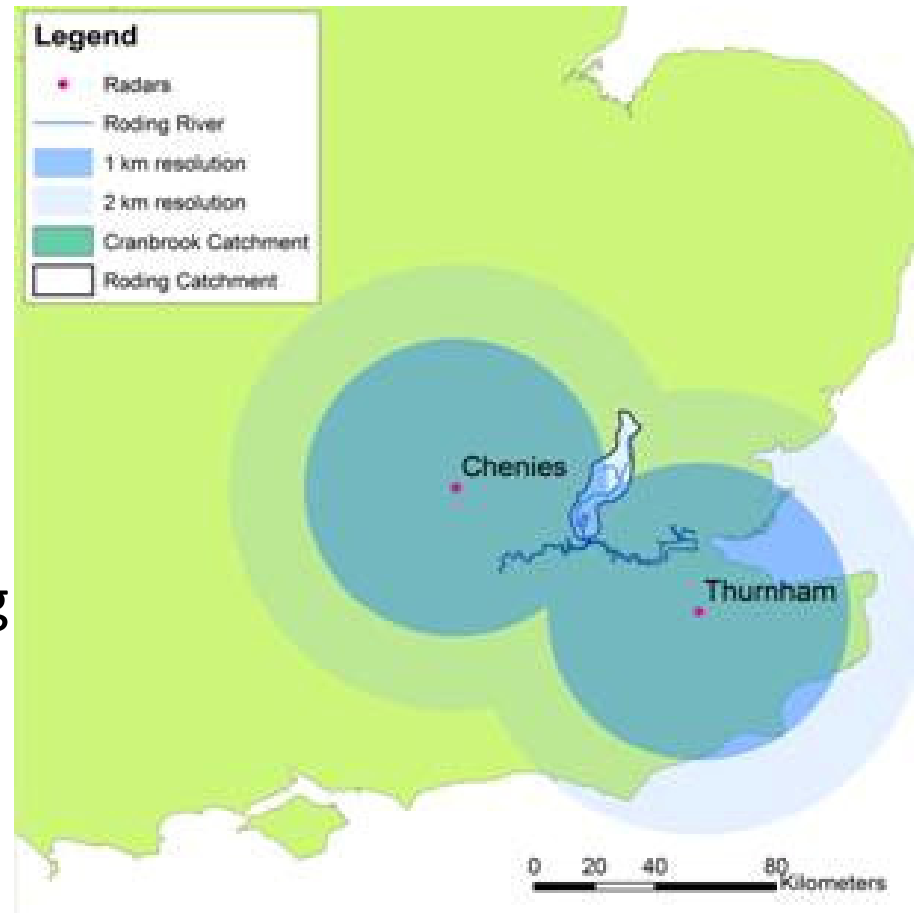 Legend
Radars
Roding River
1 km resolution
2 km resolution
Cranbrook Catchment
Roding Catchment
Chenies
Thurnham
g
0 20 40 80
Kilometers